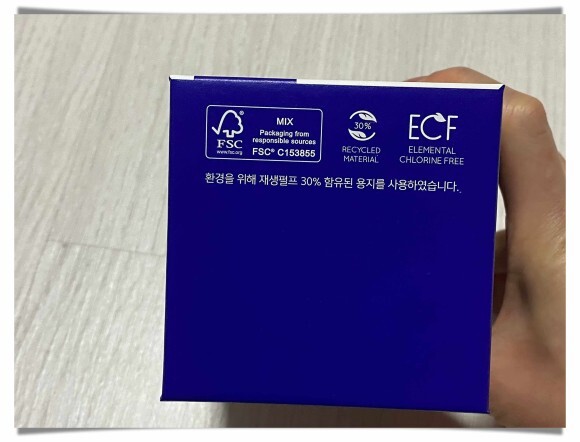 FSC
www.fsc.org
MIX
Packaging from
responsible sources
FSC® C153855
30%
RECYCLED
MATERIAL
ECF
ELEMENTAL
CHLORINE FREE
환경을 위해 재생펄프 30% 함유된 용지를 사용하였습니다.